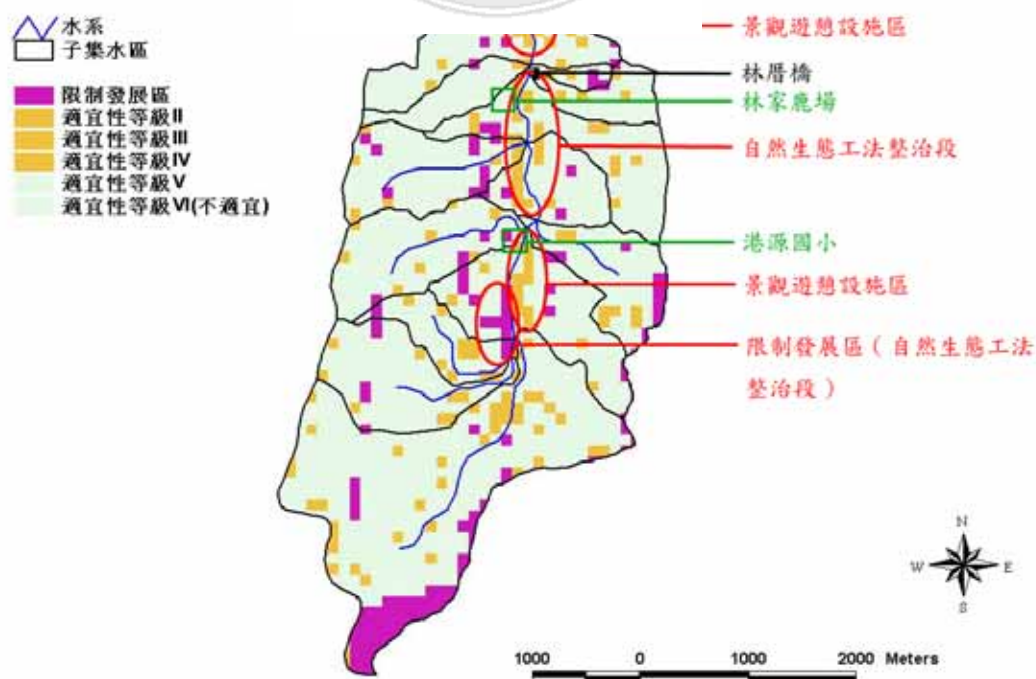 水系
子集水區
限制發展區
適宜性等級II
適宜性等級III
適宜性等級IV
適宜性等級V
適宜性等級VI(不適宜)
景觀遊憩設施區
林厝橋
林家鹿場
自然生態工法整治段
港源國小
景觀遊憩設施區
限制發展區（自然生態工法
整治段）
N
W E
S
1000 0 1000 2000 Meters